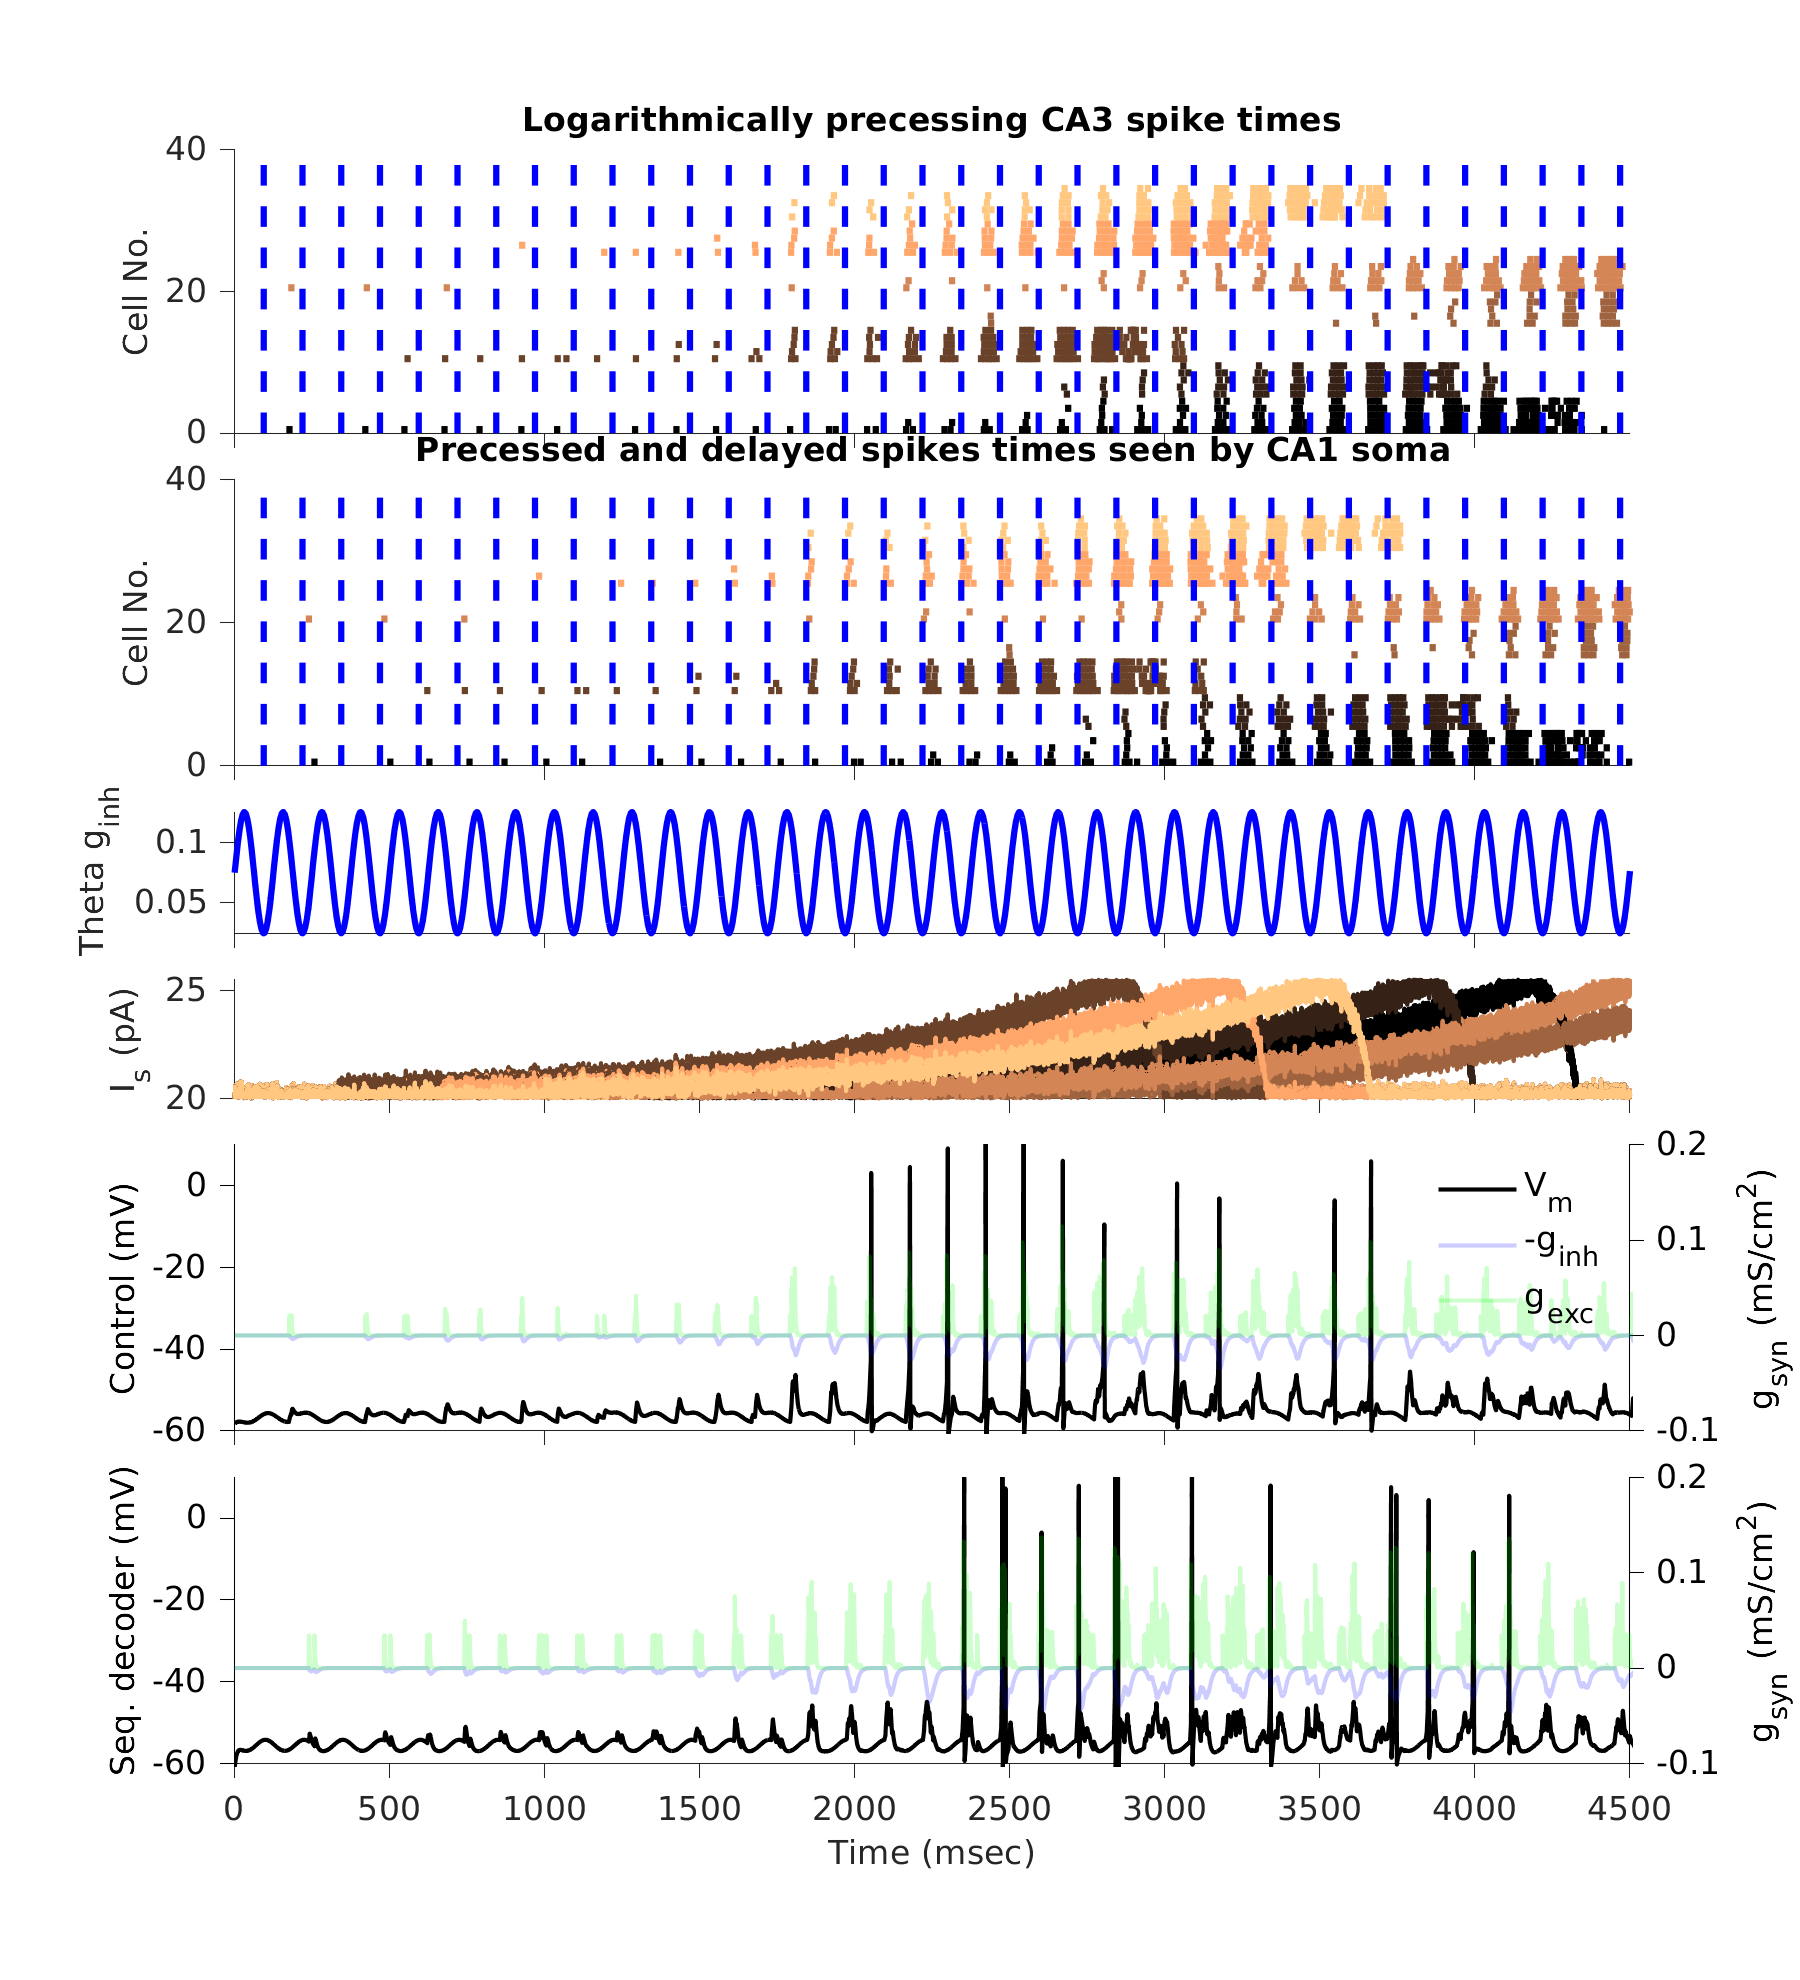 Logarithmically precessing CA3 spike times
40
20
0
Cell No.
Precessed and delayed spikes times seen by CA1 soma
40
20
0
Cell No.
0.1
0.05
Theta g_inh
25
20
I_s (pA)
0
-20
-40
-60
Control (mV)
V_m
-g_inh
g_exc
0.2
0.1
0
-0.1
g_syn (mS/cm²)
0
-20
-40
-60
Seq. decoder (mV)
0.2
0.1
0
-0.1
g_syn (mS/cm²)
0 500 1000 1500 2000 2500 3000 3500 4000 4500
Time (msec)